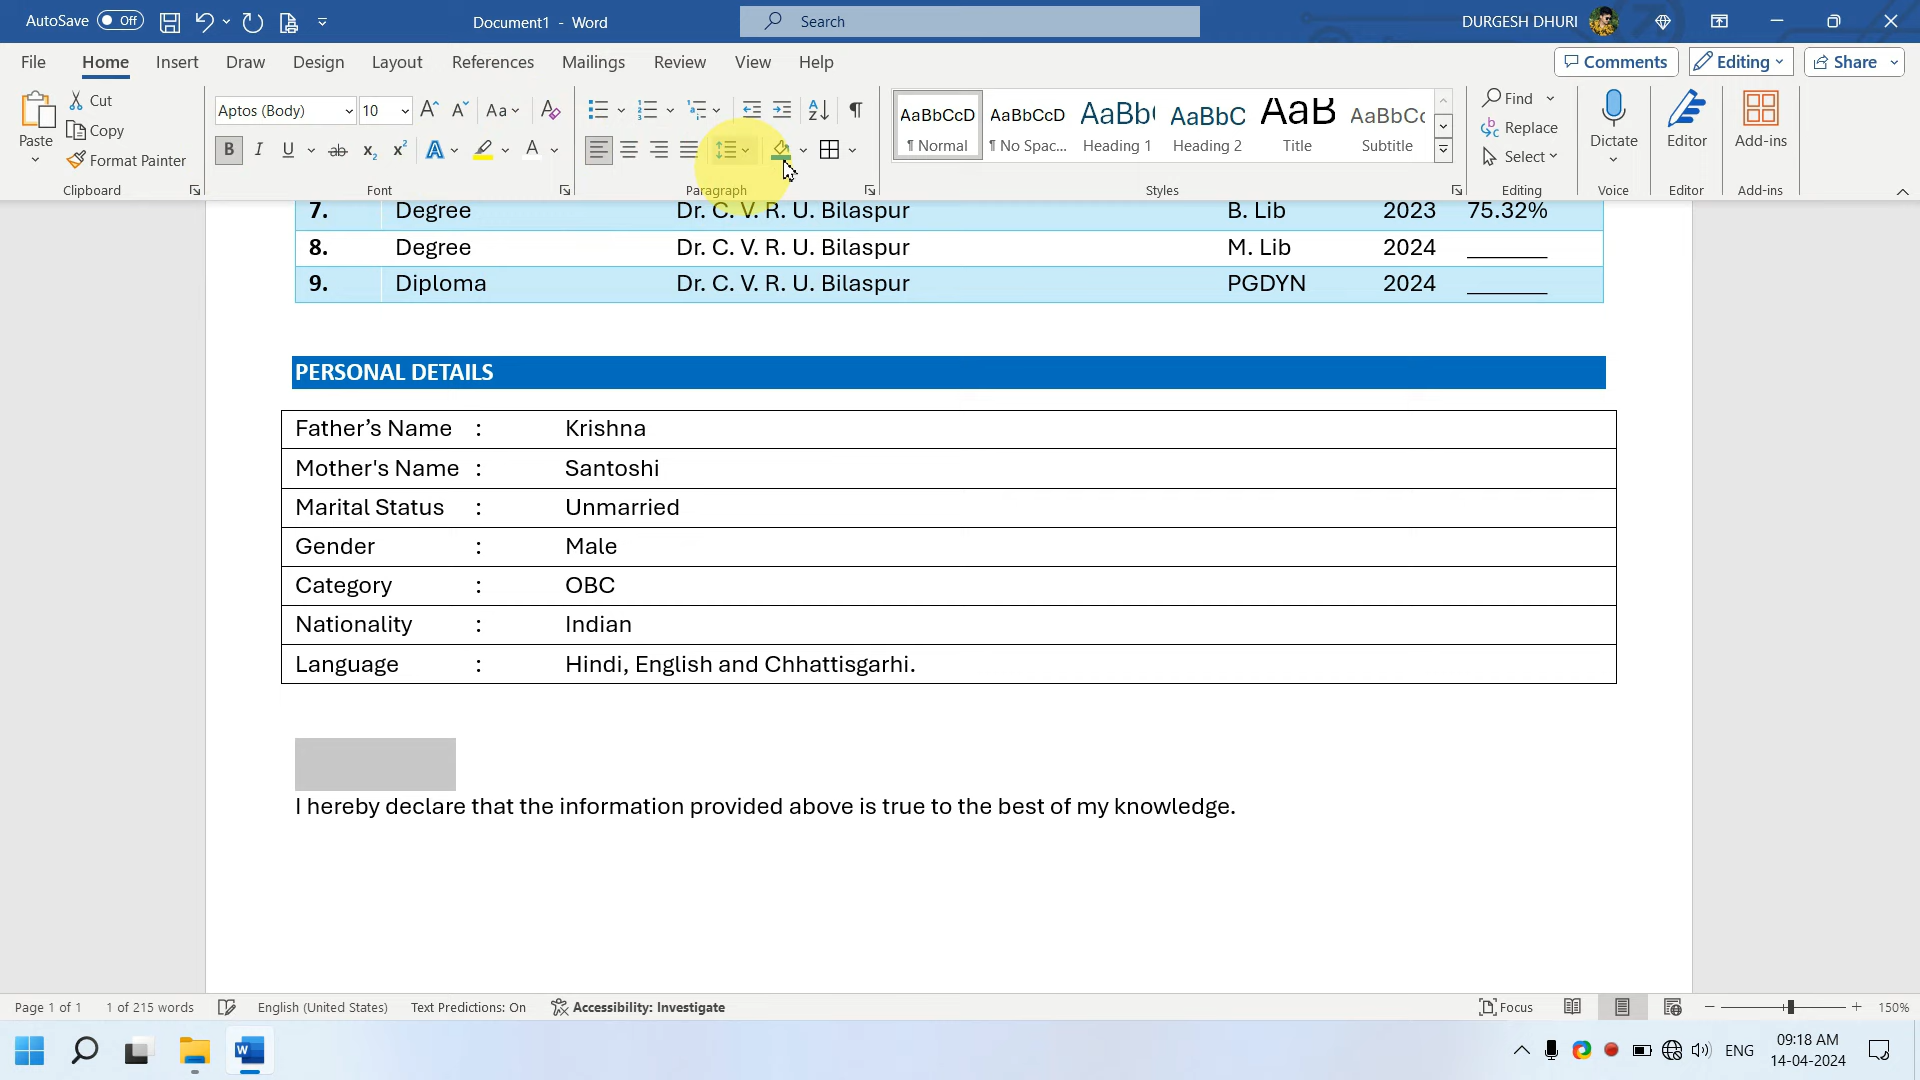 AutoSave Off Document1 - Word Search DURGESH DHURI
File Home Insert Draw Design Layout References Mailings Review View Help Comments Editing Share
Paste Cut Copy Format Painter Clipboard
Aptos (Body) 10 Aa
B I U ab x₂ x² A A
Font
Paragraph
AaBbCcD ¶ Normal
AaBbCcD ¶ No Spac...
AaBb( Heading 1
AaBbC Heading 2
AaB Title
AaBbCc Subtitle
Styles
Find
Replace
Select
Editing
Dictate
Voice
Editor
Editor
Add-ins
Add-ins
7. Degree Dr. C. V. R. U. Bilaspur B. Lib 2023 75.32%
8. Degree Dr. C. V. R. U. Bilaspur M. Lib 2024 _______
9. Diploma Dr. C. V. R. U. Bilaspur PGDYN 2024 _______
PERSONAL DETAILS
Father’s Name : Krishna
Mother's Name : Santoshi
Marital Status : Unmarried
Gender : Male
Category : OBC
Nationality : Indian
Language : Hindi, English and Chhattisgarhi.
I hereby declare that the information provided above is true to the best of my knowledge.
Page 1 of 1 1 of 215 words English (United States) Text Predictions: On Accessibility: Investigate Focus 150%
ENG 09:18 AM
14-04-2024